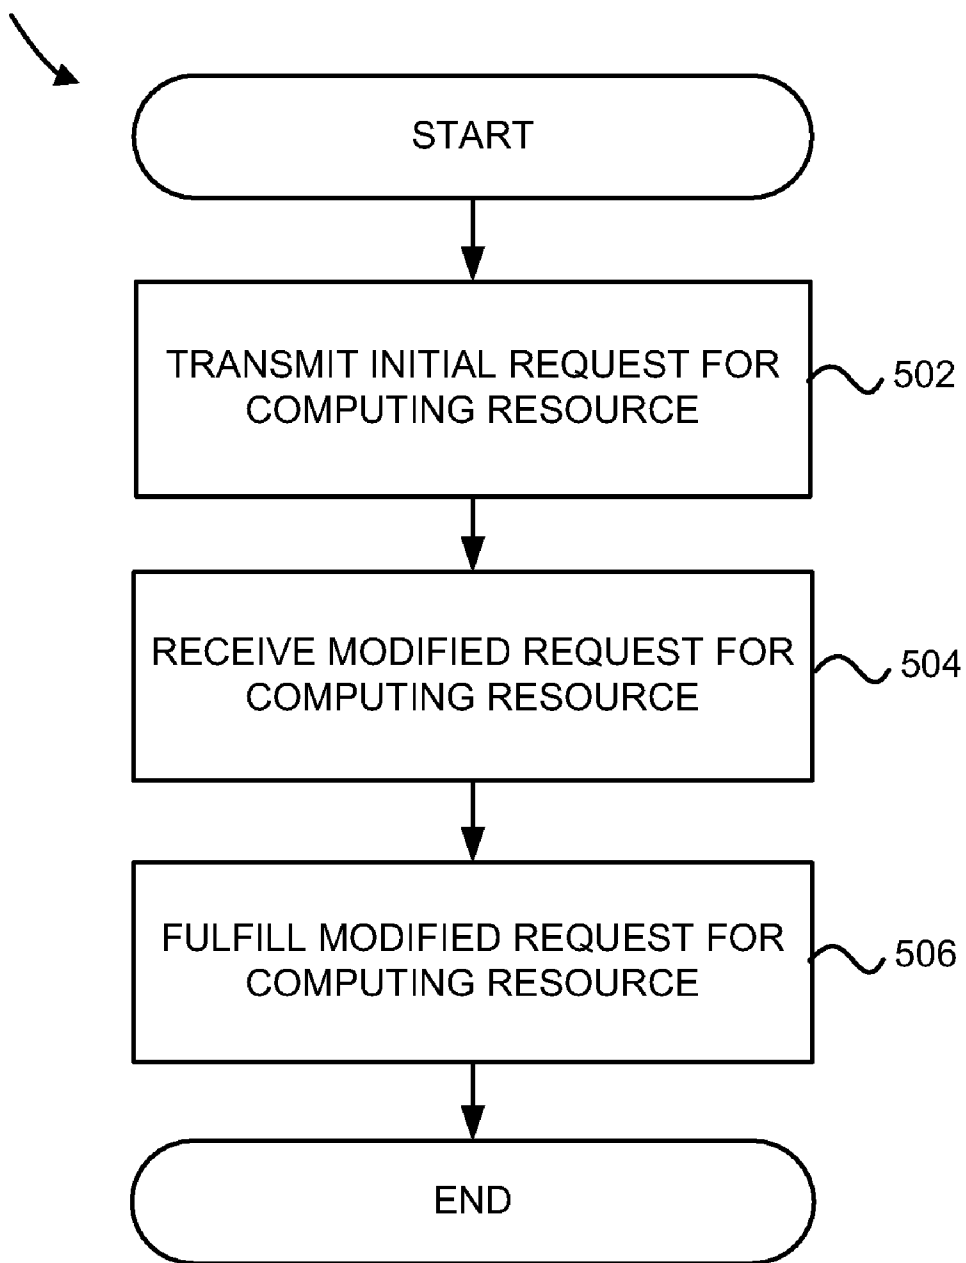 START
TRANSMIT INITIAL REQUEST FOR
COMPUTING RESOURCE
502
RECEIVE MODIFIED REQUEST FOR
COMPUTING RESOURCE
504
FULFILL MODIFIED REQUEST FOR
COMPUTING RESOURCE
506
END